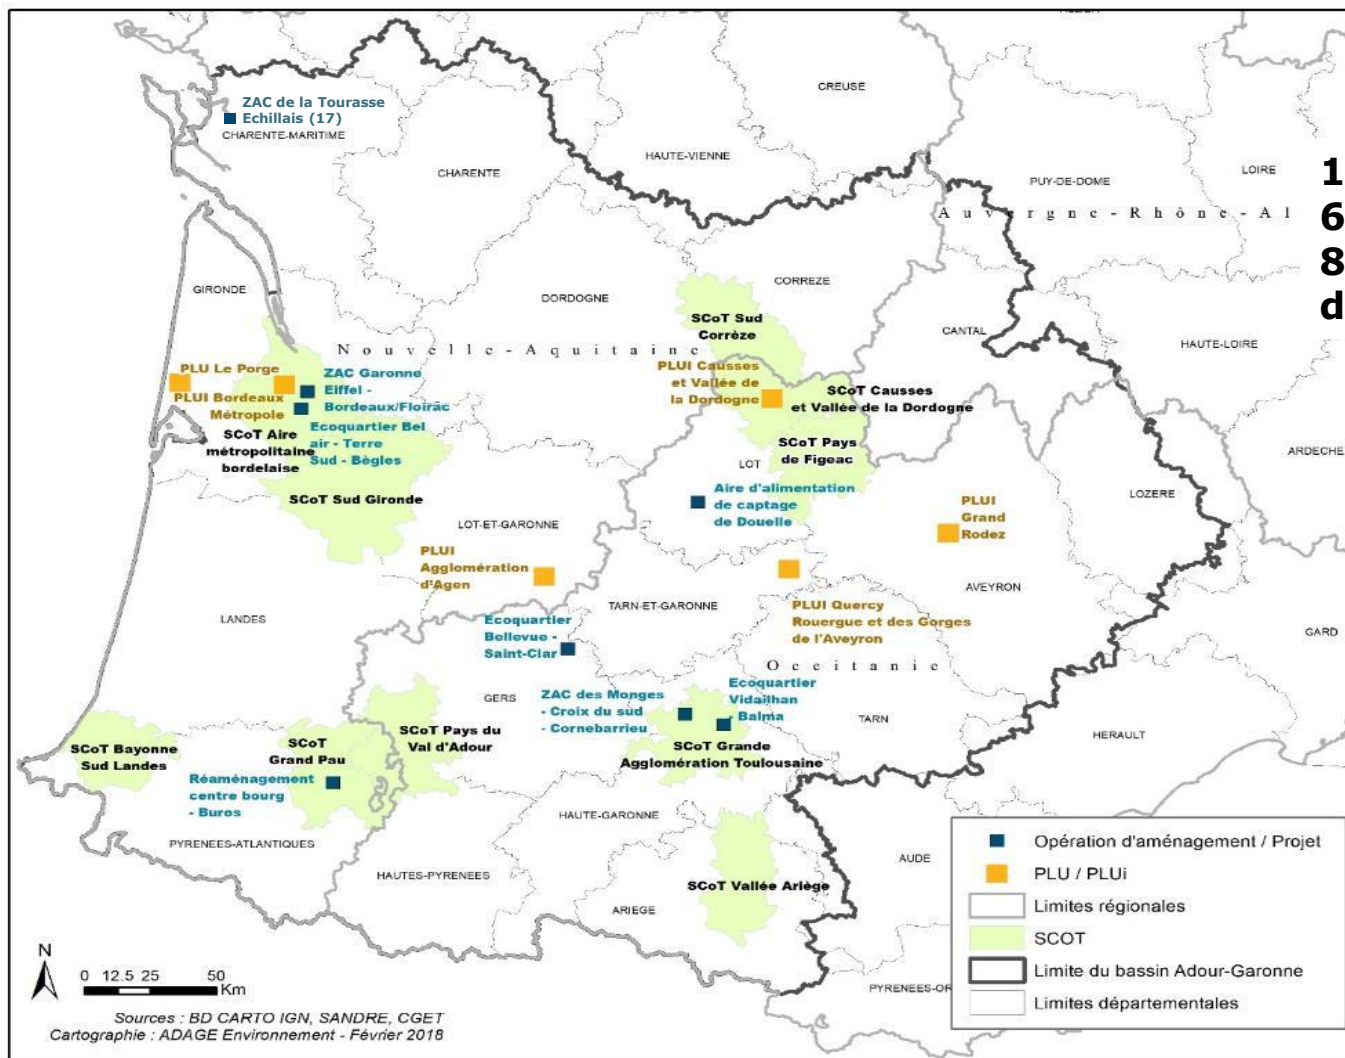 CREUSE
ZAC de la Tourasse
Echillais (17)
CHARENTE-MARITIME
HAUTE-VIENNE
CHARENTE
PUY-DE-DOME
LOIRE
Auvergne-Rhône-Al
1
6
8
d
GIRONDE
DORDOGNE
CORREZE
CANTAL
HAUTE-LOIRE
SCoT Sud
Corrèze
Nouvelle-Aquitaine
PLU Le Porge
PLUI Bordeaux
Métropole
ZAC Garonne
Eiffel -
Bordeaux/Floirac
PLUI Causses
et Vallée de
la Dordogne
SCoT Causses
et Vallée de la Dordogne
SCoT Aire
métropolitaine
bordelaise
Ecoquartier Bel
air - Terre
Sud - Bègles
SCoT Pays
de Figeac
LOT
ARDECHE
SCoT Sud Gironde
Aire d'alimentation
de captage
de Douelle
LOZERE
PLUI
Grand
Rodez
LOT-ET-GARONNE
PLUI
Agglomération
d'Agen
AVEYRON
TARN-ET-GARONNE
PLUI Quercy
Rouergue et des Gorges
de l'Aveyron
LANDES
Ecoquartier
Bellevue -
Saint-Clar
GARD
Occitanie
GERS
ZAC des Monges
- Croix du sud
- Cornebarrieu
Ecoquartier
Vidailhan
- Balma
TARN
HERAULT
SCoT Bayonne
Sud Landes
SCoT
Grand Pau
SCoT Pays du
Val d'Adour
SCoT Grande
Agglomération Toulousaine
Réaménagement
centre bourg
- Buros
HAUTE-GARONNE
PYRENEES-ATLANTIQUES
HAUTES-PYRENEES
ARIEGE
SCoT Vallée Ariège
AUDE
PYRENEES-OR
Opération d'aménagement / Projet
PLU / PLUi
Limites régionales
SCOT
Limite du bassin Adour-Garonne
Limites départementales
N
0 12.5 25 50
Km
Sources : BD CARTO IGN, SANDRE, CGET
Cartographie : ADAGE Environnement - Février 2018